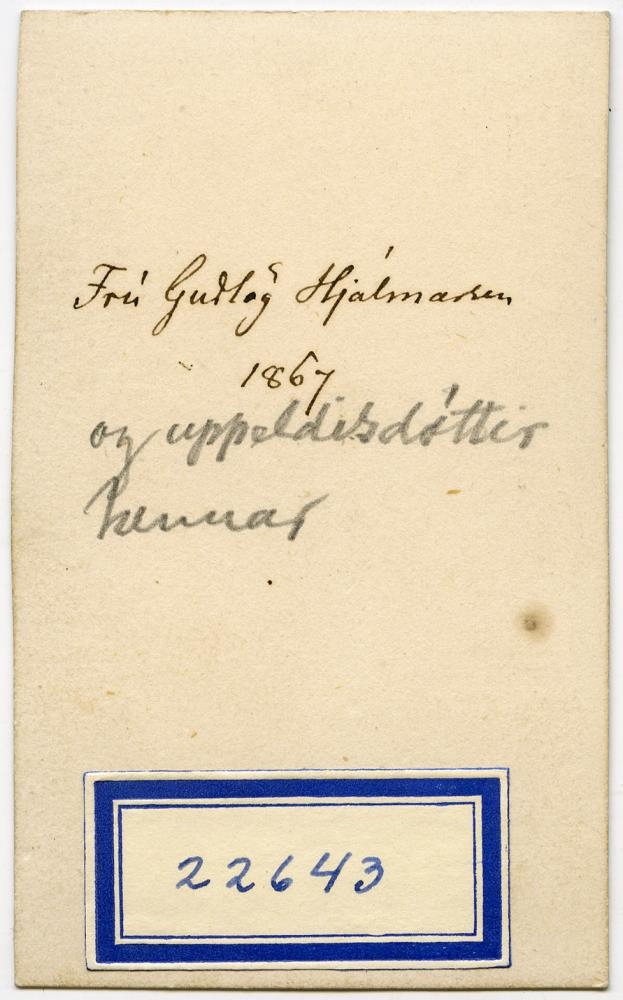 Frú Guðlög Hjálmarsen
1867
og uppeldisdóttir
hennar
22643